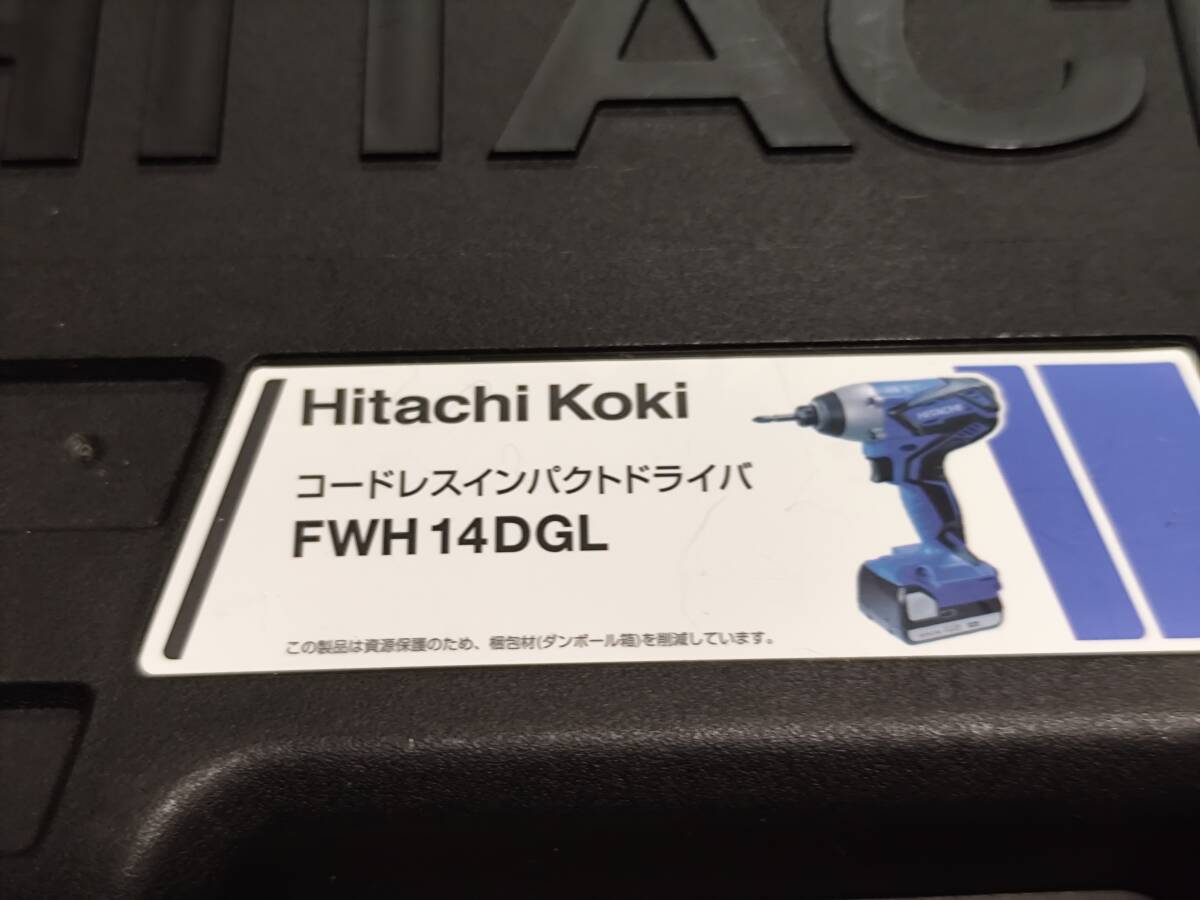 HITAC
Hitachi Koki
HITACHI
コードレスインパクトドライバ
FWH 14DGL
この製品は資源保護のため、梱包材(ダンボール箱)を削減しています。